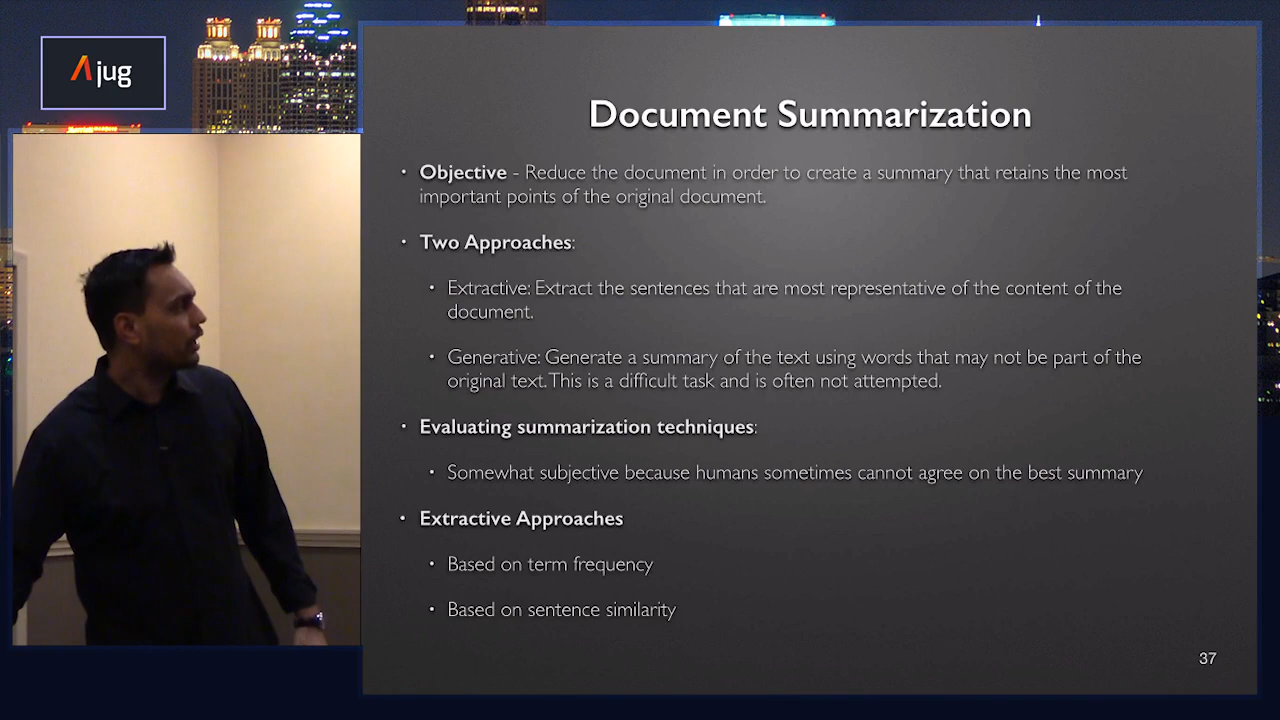 jug
Document Summarization
• Objective - Reduce the document in order to create a summary that retains the most
important points of the original document.
• Two Approaches:
• Extractive: Extract the sentences that are most representative of the content of the
document.
• Generative: Generate a summary of the text using words that may not be part of the
original text. This is a difficult task and is often not attempted.
• Evaluating summarization techniques:
• Somewhat subjective because humans sometimes cannot agree on the best summary
• Extractive Approaches
• Based on term frequency
• Based on sentence similarity
37